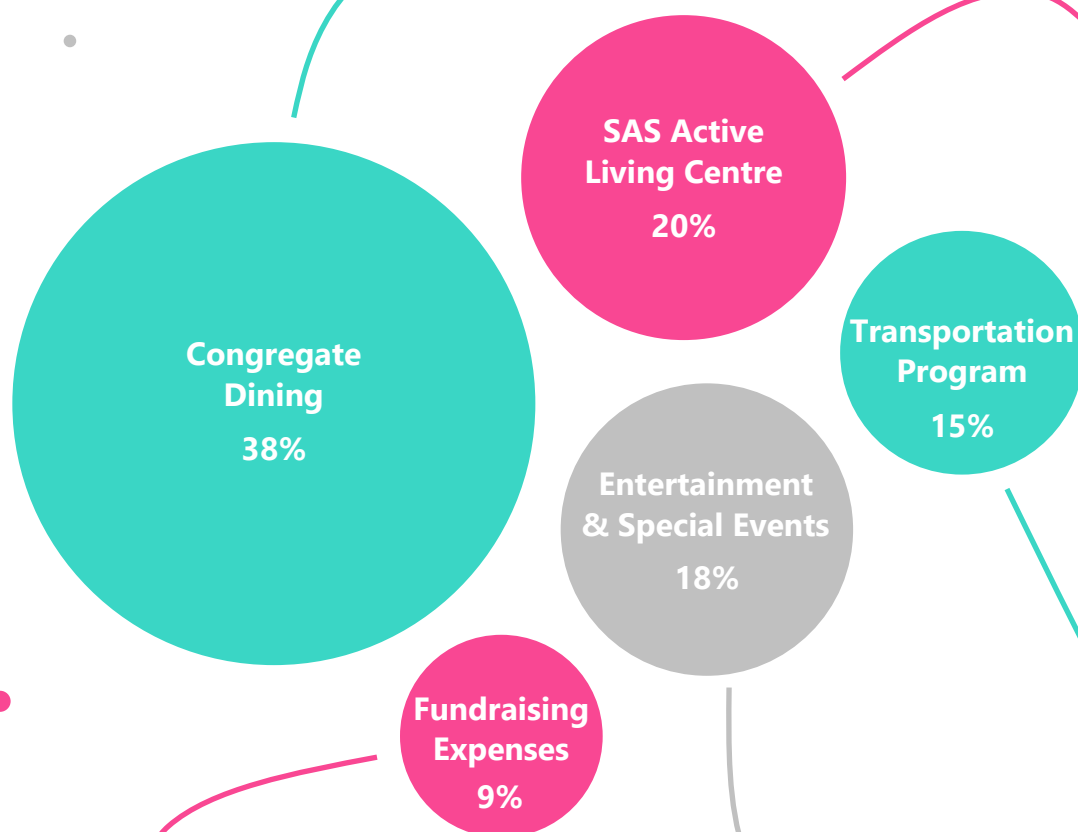 SAS Active
Living Centre
20%
Transportation
Program
15%
Congregate
Dining
38%
Entertainment
& Special Events
18%
Fundraising
Expenses
9%